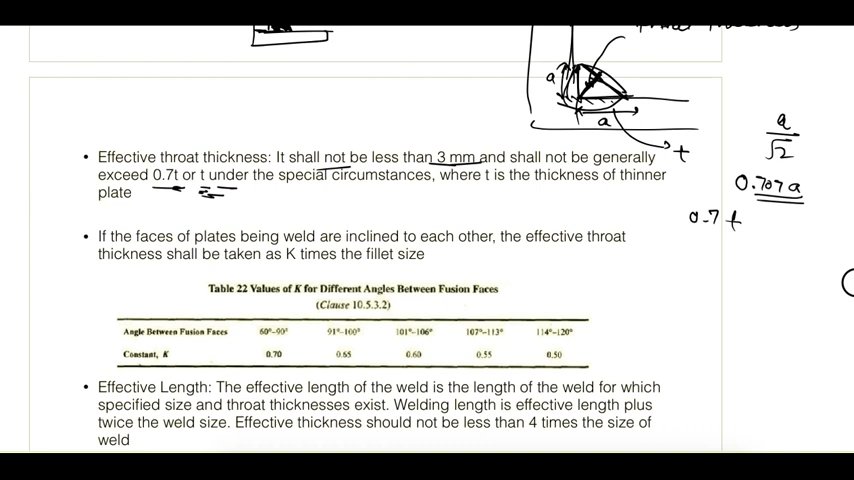 a
a
t
a
√2
0.707a
0.7 t
• Effective throat thickness: It shall not be less than 3 mm and shall not be generally
exceed 0.7t or t under the special circumstances, where t is the thickness of thinner
plate
• If the faces of plates being weld are inclined to each other, the effective throat
thickness shall be taken as K times the fillet size
Table 22 Values of K for Different Angles Between Fusion Faces
(Clause 10.5.3.2)
Angle Between Fusion Faces 60°–90° 91°–100° 101°–106° 107°–113° 114°–120°
Constant, K 0.70 0.65 0.60 0.55 0.50
• Effective Length: The effective length of the weld is the length of the weld for which
specified size and throat thicknesses exist. Welding length is effective length plus
twice the weld size. Effective thickness should not be less than 4 times the size of
weld